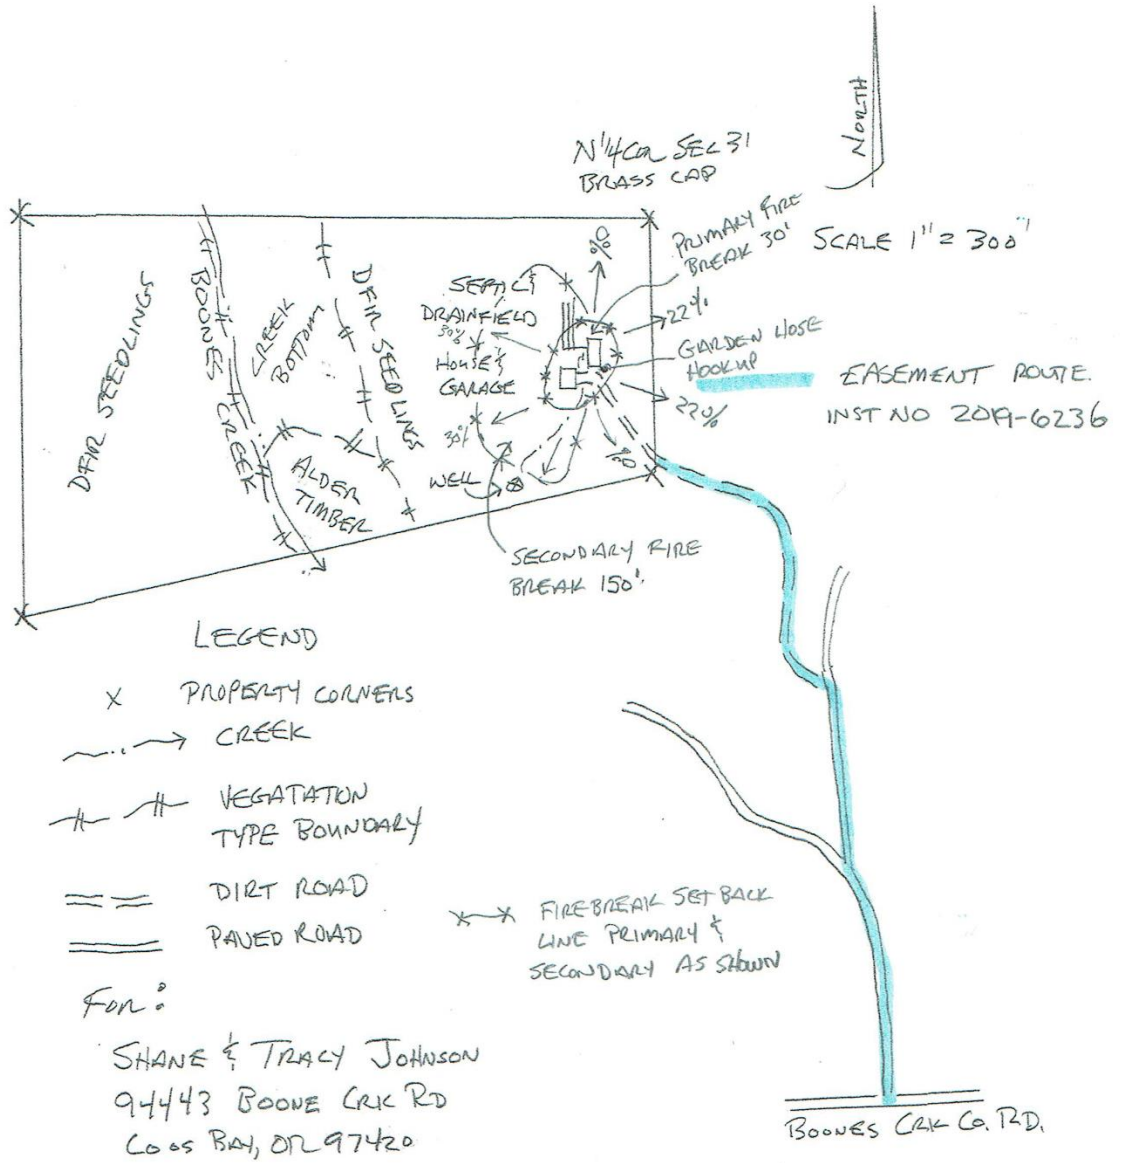 NORTH
N 1/4 COR SEC 31
BRASS CAP
PRIMARY FIRE
BREAK 30'
SCALE 1" = 300"
DFIR SEEDLINGS
BOONES CREEK
CREEK
BOTTOM
DFIR SEEDLINGS
SEPTIC &
DRAINFIELD
30%
HOUSE &
GARAGE
30%
22%
GARDEN HOSE
HOOKUP
22%
EASEMENT ROUTE.
INST NO 2019-6236
ALDER
TIMBER
WELL
SECONDARY FIRE
BREAK 150'
LEGEND
X PROPERTY CORNERS
CREEK
VEGATATION
TYPE BOUNDARY
DIRT ROAD
PAVED ROAD
FIREBREAK SET BACK
LINE PRIMARY &
SECONDARY AS SHOWN
FOR:
SHANE & TRACY JOHNSON
94443 BOONE CRK RD
COOS BAY, OR 97420
BOONES CRK CO. RD.